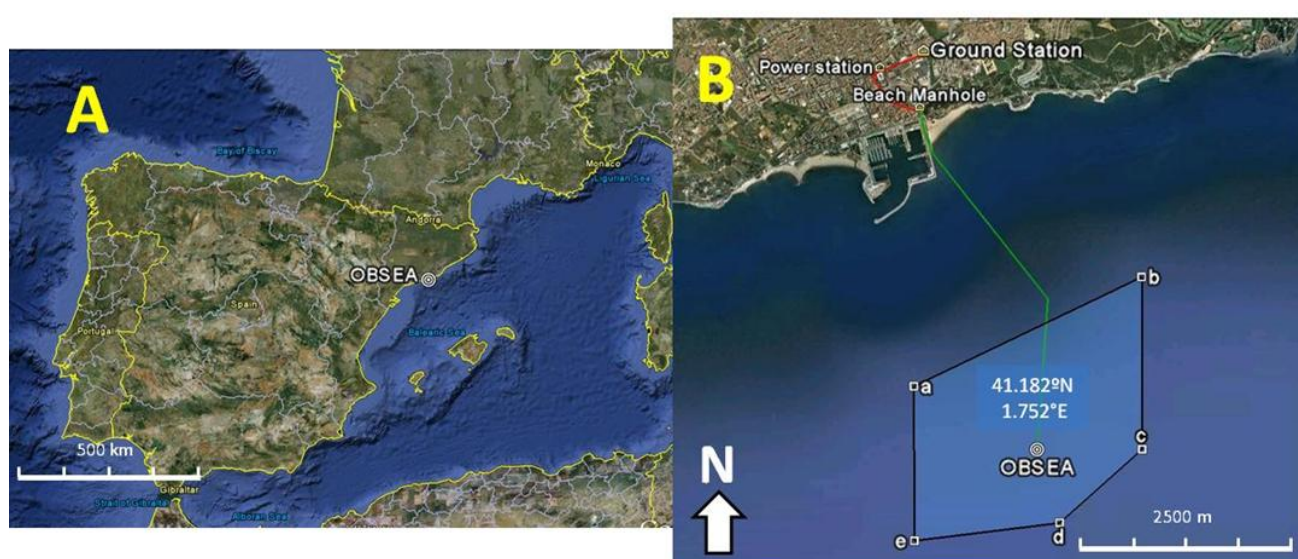 A
Bay of Biscay
Monaco
Ligurian Sea
Andorra
OBSEA
Spain
Portugal
Balearic Sea
500 km
Gibraltar
Strait of Gibraltar
Alboran Sea
B
Ground Station
Power station
Beach Manhole
b
a
41.182ºN
1.752°E
c
OBSEA
N
2500 m
d
e